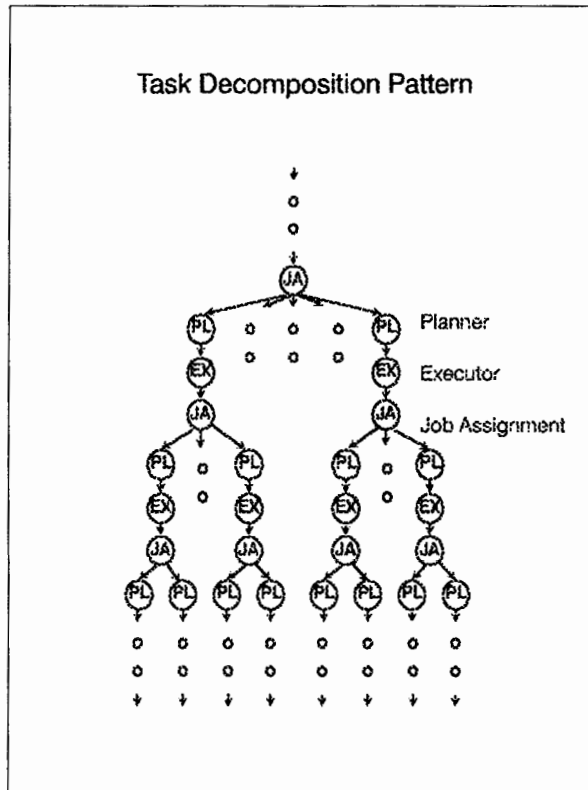 Task Decomposition Pattern
JA
PL PL Planner
EX EX Executor
JA JA Job Assignment
PL PL PL PL
EX EX EX EX
JA JA JA JA
PL PL PL PL PL PL PL PL